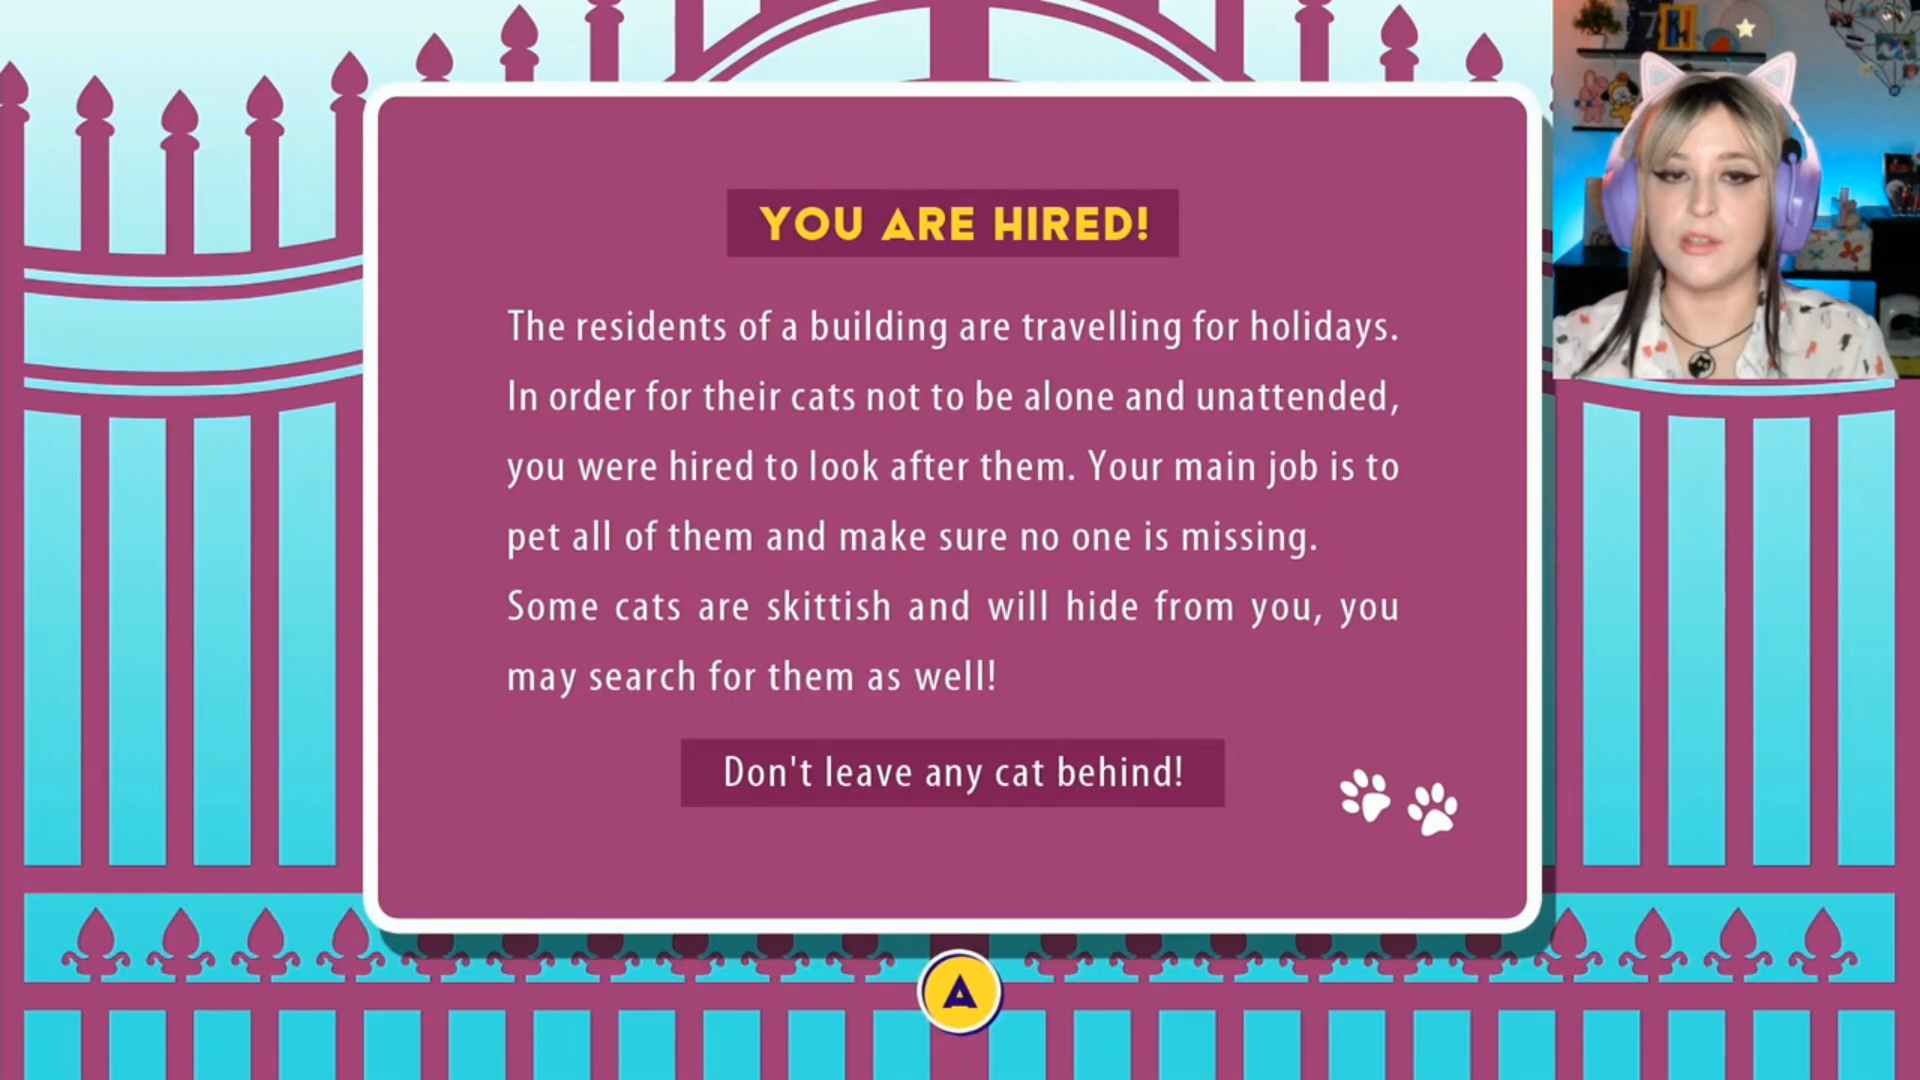 YOU ARE HIRED!
The residents of a building are travelling for holidays.
In order for their cats not to be alone and unattended,
you were hired to look after them. Your main job is to
pet all of them and make sure no one is missing.
Some cats are skittish and will hide from you, you
may search for them as well!
Don't leave any cat behind!
A